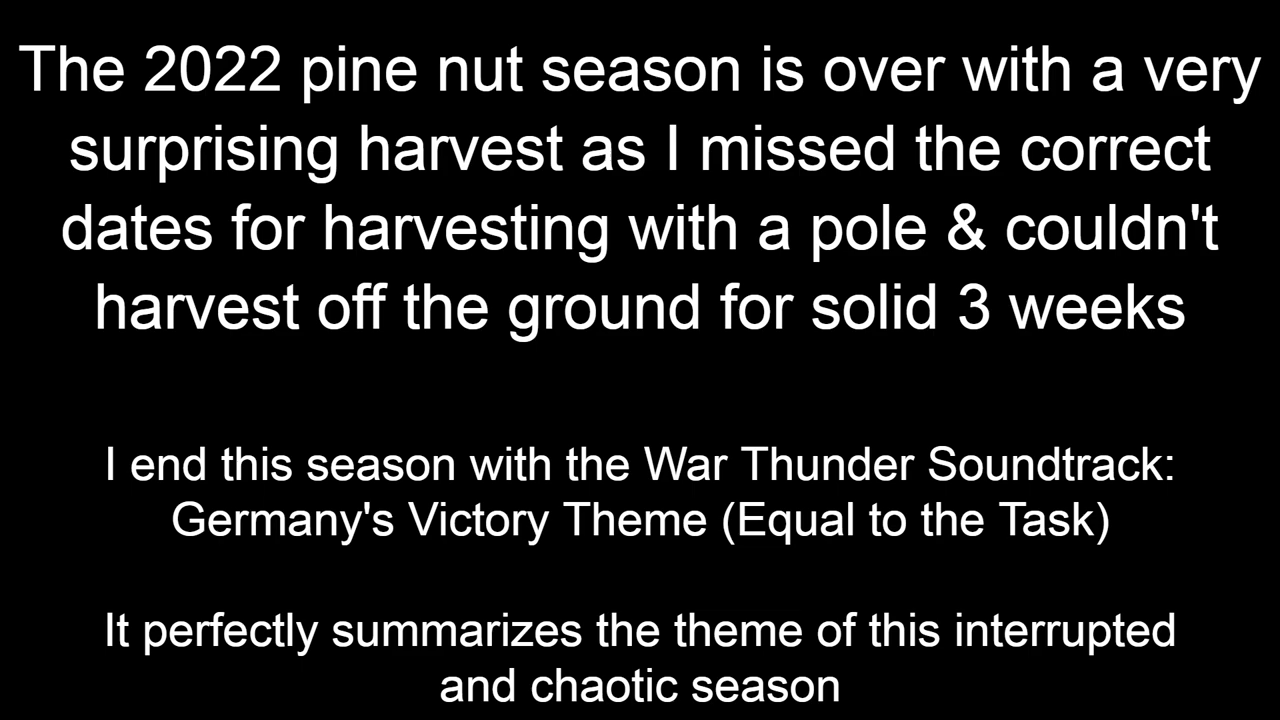 The 2022 pine nut season is over with a very
surprising harvest as I missed the correct
dates for harvesting with a pole & couldn't
harvest off the ground for solid 3 weeks
I end this season with the War Thunder Soundtrack:
Germany's Victory Theme (Equal to the Task)
It perfectly summarizes the theme of this interrupted
and chaotic season